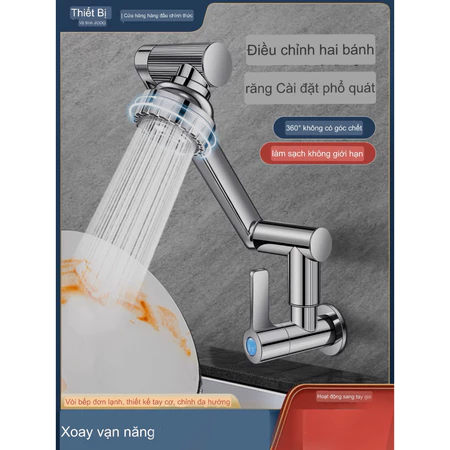 Thiết Bị
Cửa hàng hàng đầu chính thức
Điều chỉnh hai bánh
răng Cài đặt phổ quát
360° không có góc chết
làm sạch không giới hạn
Vòi bếp đơn lạnh, thiết kế tay cơ, chỉnh đa hướng
Hoạt động sang tay gni
Xoay vạn năng